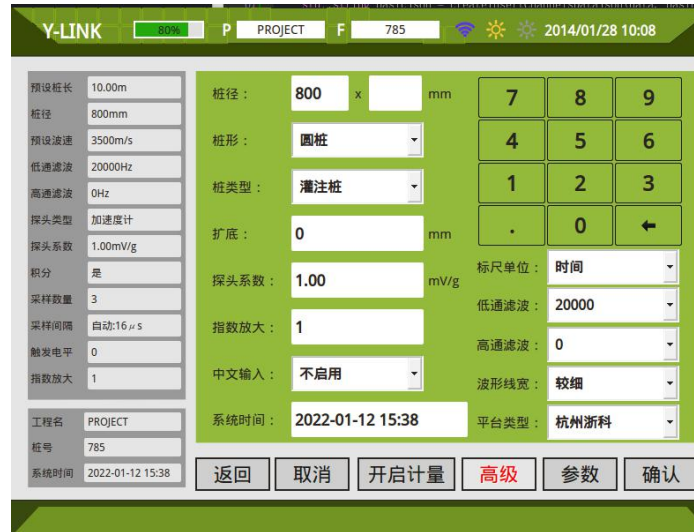 Y-LINK 80% P PROJECT F 785 2014/01/28 10:08
预设桩长 10.00m
桩径 800mm
预设波速 3500m/s
低通滤波 20000Hz
高通滤波 0Hz
探头类型 加速度计
探头系数 1.00mV/g
积分 是
采样数量 3
采样间隔 自动:16μs
触发电平 0
指数放大 1
工程名 PROJECT
桩号 785
系统时间 2022-01-12 15:38
桩径： 800 x mm
桩形： 圆桩
桩类型： 灌注桩
扩底： 0 mm
探头系数： 1.00 mV/g
指数放大： 1
中文输入： 不启用
系统时间： 2022-01-12 15:38
7 8 9
4 5 6
1 2 3
. 0 ←
标尺单位： 时间
低通滤波： 20000
高通滤波： 0
波形线宽： 较细
平台类型： 杭州浙科
返回 取消 开启计量 高级 参数 确认